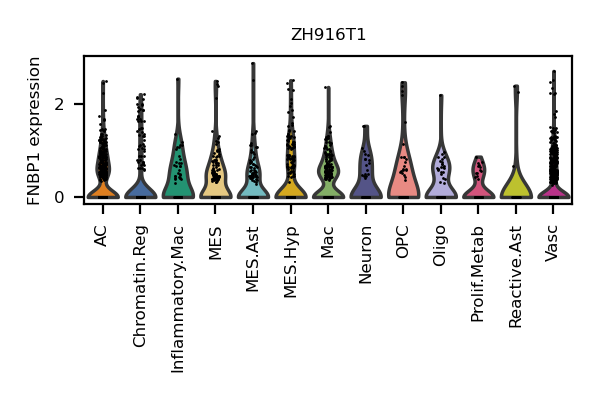 ZH916T1
FNBP1 expression
2
0
AC
Chromatin.Reg
Inflammatory.Mac
MES
MES.Ast
MES.Hyp
Mac
Neuron
OPC
Oligo
Prolif.Metab
Reactive.Ast
Vasc